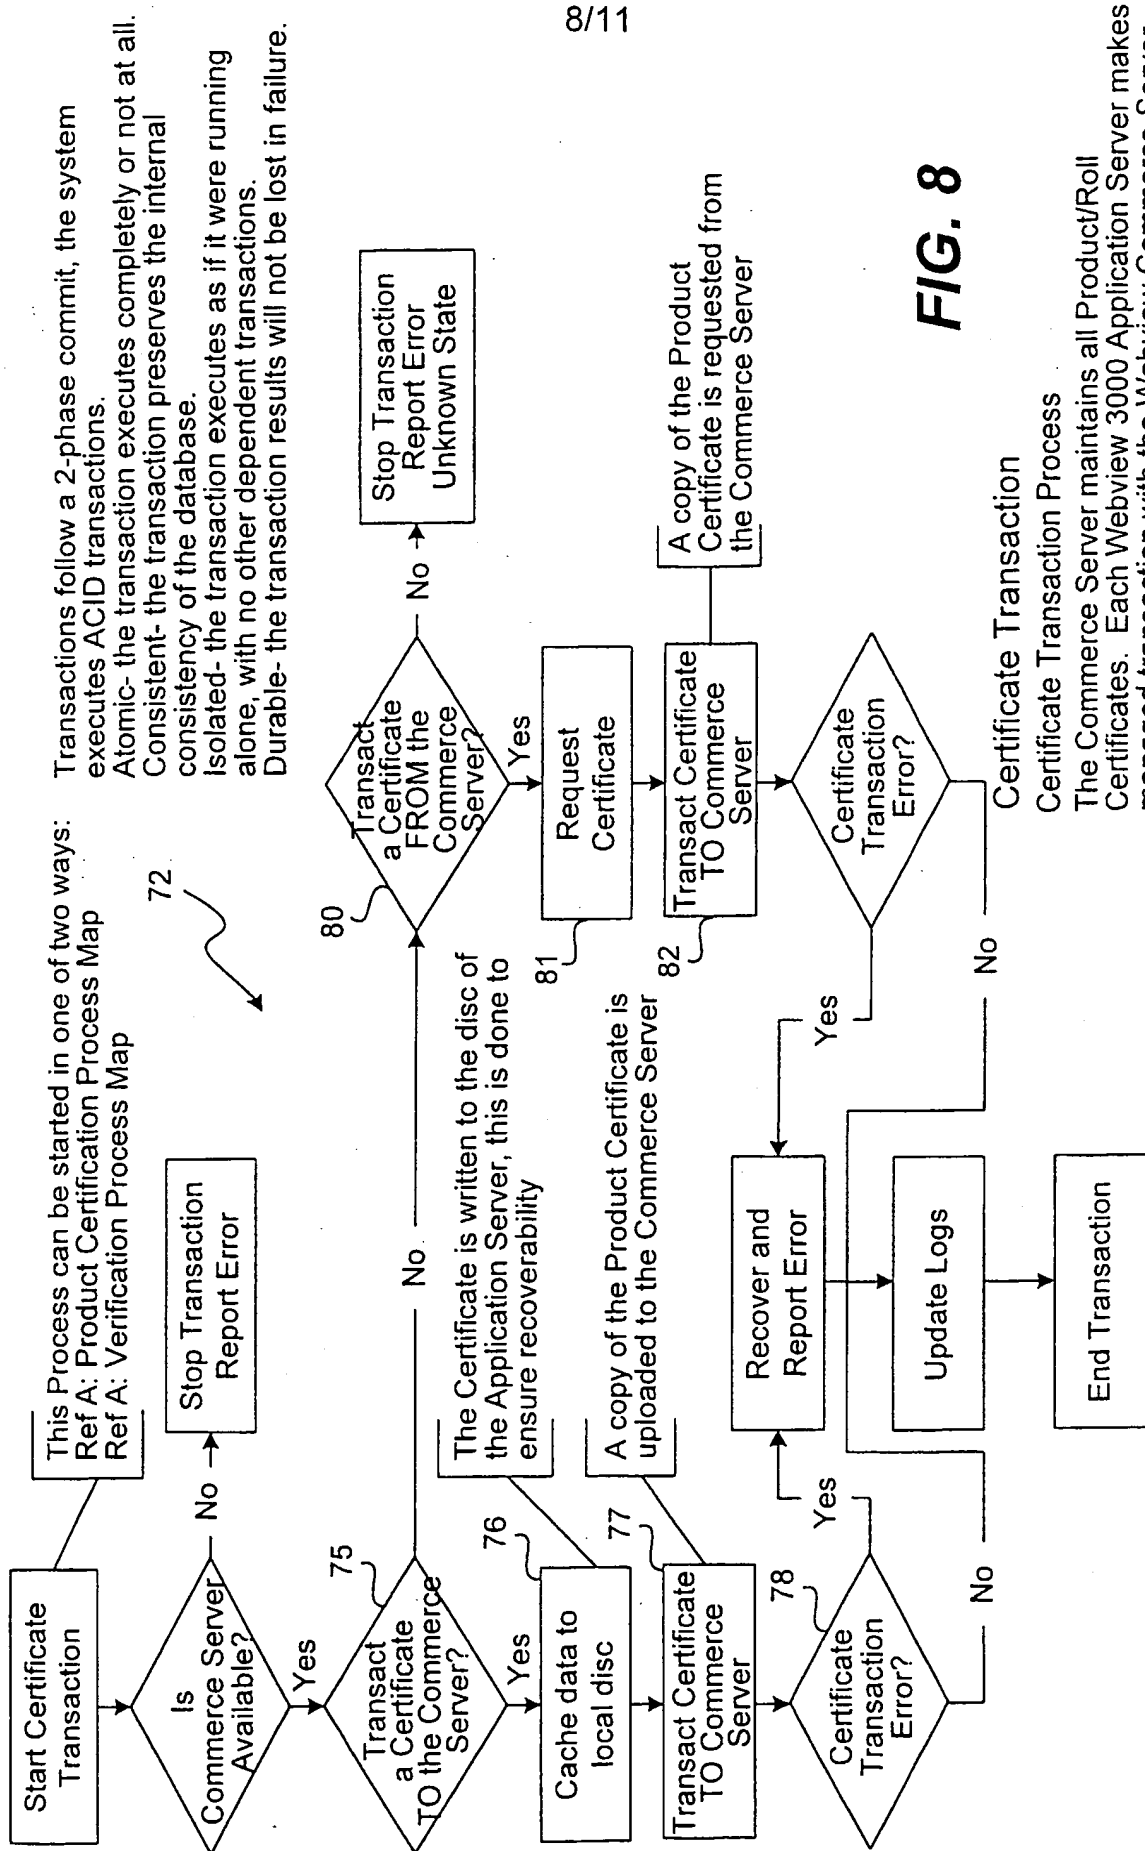 8/11
This Process can be started in one of two ways:
Ref A: Product Certification Process Map
Ref A: Verification Process Map
Transactions follow a 2-phase commit, the system
executes ACID transactions.
Atomic- the transaction executes completely or not at all.
Consistent- the transaction preserves the internal
consistency of the database.
Isolated- the transaction executes as if it were running
alone, with no other dependent transactions.
Durable- the transaction results will not be lost in failure.
72
Start Certificate
Transaction
Is
Commerce Server
Available?
No
Stop Transaction
Report Error
Yes
75
Transact
a Certificate
TO the Commerce
Server?
No
80
Transact
a Certificate
FROM the
Commerce
Server?
No
Stop Transaction
Report Error
Unknown State
Yes
76
Cache data to
local disc
The Certificate is written to the disc of
the Application Server, this is done to
ensure recoverability
77
Transact Certificate
TO Commerce
Server
A copy of the Product Certificate is
uploaded to the Commerce Server
78
Certificate
Transaction
Error?
Yes
No
Yes
81
Request
Certificate
82
Transact Certificate
TO Commerce
Server
A copy of the Product
Certificate is requested from
the Commerce Server
Certificate
Transaction
Error?
Yes
No
Recover and
Report Error
Update Logs
End Transaction
FIG. 8
Certificate Transaction
Certificate Transaction Process
The Commerce Server maintains all Product/Roll
Certificates. Each Webview 3000 Application Server makes
managed transaction with the Webview Commerce Server